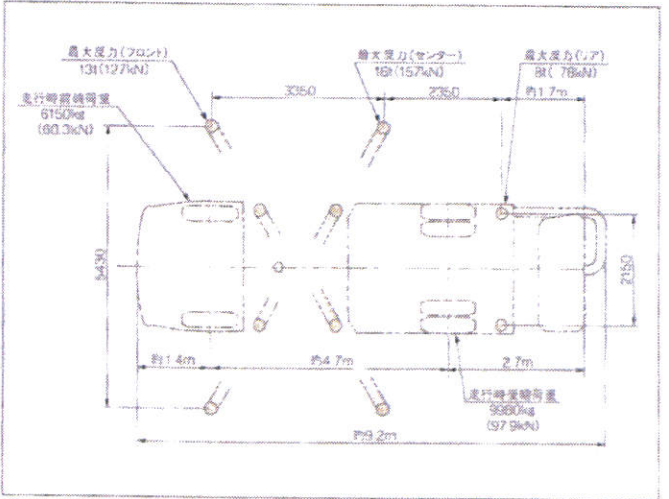 最大反力(フロント)
13t(127kN)
最大反力(センター)
16t(157kN)
最大反力(リア)
8t( 78kN)
3350
2350
約1.7m
走行時前軸荷重
6150kg
(60.3kN)
5430
2150
約1.4m
約4.7m
2.7m
走行時後軸荷重
9980kg
(97.9kN)
約9.2m